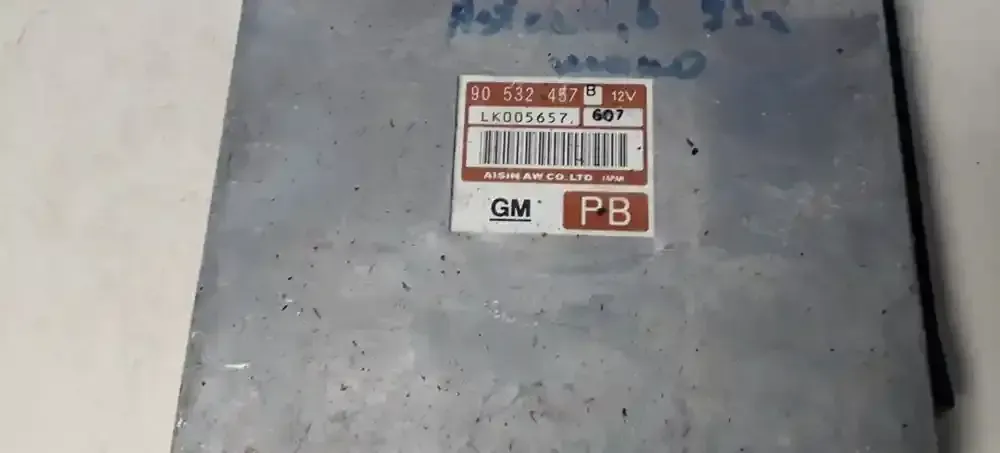 90 532 457 B 12V
LK005657. 607
AISIN AW CO.,LTD JAPAN
GM PB